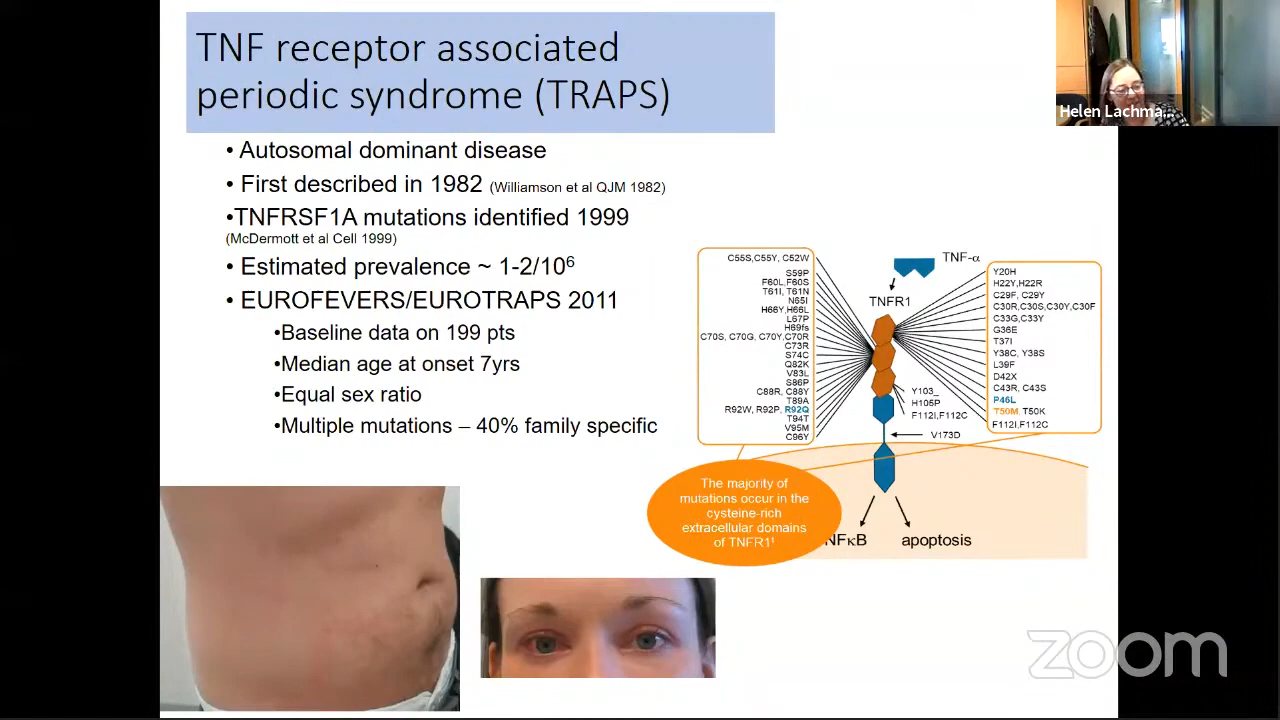 TNF receptor associated
periodic syndrome (TRAPS)
Helen Lachma...
• Autosomal dominant disease
• First described in 1982 (Williamson et al QJM 1982)
•TNFRSF1A mutations identified 1999
(McDermott et al Cell 1999)
• Estimated prevalence ~ 1-2/10⁶
• EUROFEVERS/EUROTRAPS 2011
•Baseline data on 199 pts
•Median age at onset 7yrs
•Equal sex ratio
•Multiple mutations – 40% family specific
C55S,C55Y, C52W
S59P
F60L,F60S
T61I, T61N
N65I
H66Y,H66L
L67P
H69fs
C70S, C70G, C70Y,C70R
C73R
S74C
Q82K
V83L
S86P
C88R, C88Y
T89A
R92W, R92P, R92Q
T94T
V95M
C96Y
TNF-α
TNFR1
Y20H
H22Y,H22R
C29F, C29Y
C30R,C30S,C30Y,C30F
C33G,C33Y
G36E
T37I
Y38C, Y38S
L39F
D42X
C43R, C43S
P46L
T50M, T50K
F112I,F112C
Y103_
H105P
F112I,F112C
V173D
The majority of
mutations occur in the
cysteine-rich
extracellular domains
of TNFR1¹
NFκB
apoptosis
zoom